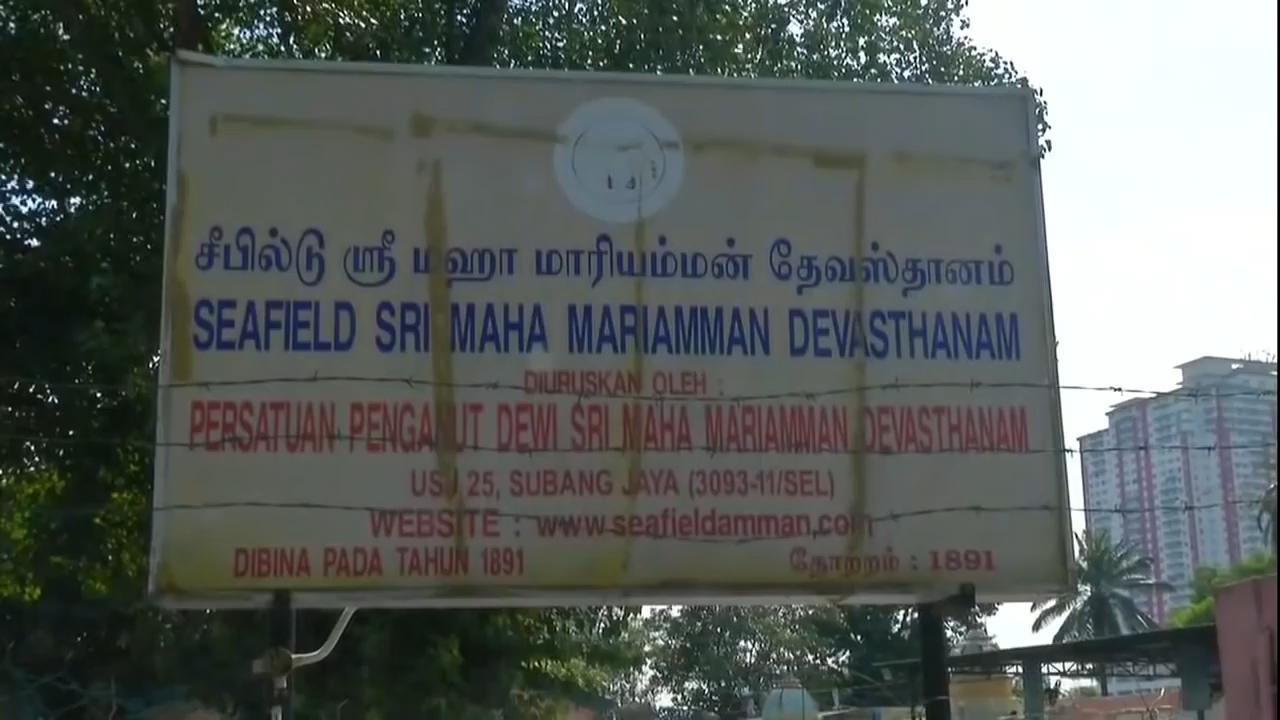 சீபில்டு ஸ்ரீ மஹா மாரியம்மன் தேவஸ்தானம்
SEAFIELD SRI MAHA MARIAMMAN DEVASTHANAM
DIURUSKAN OLEH :
PERSATUAN PENGANUT DEWI SRI MAHA MARIAMMAN DEVASTHANAM
USJ 25, SUBANG JAYA (3093-11/SEL)
WEBSITE : www.seafieldamman.com
DIBINA PADA TAHUN 1891 தோற்றம் : 1891